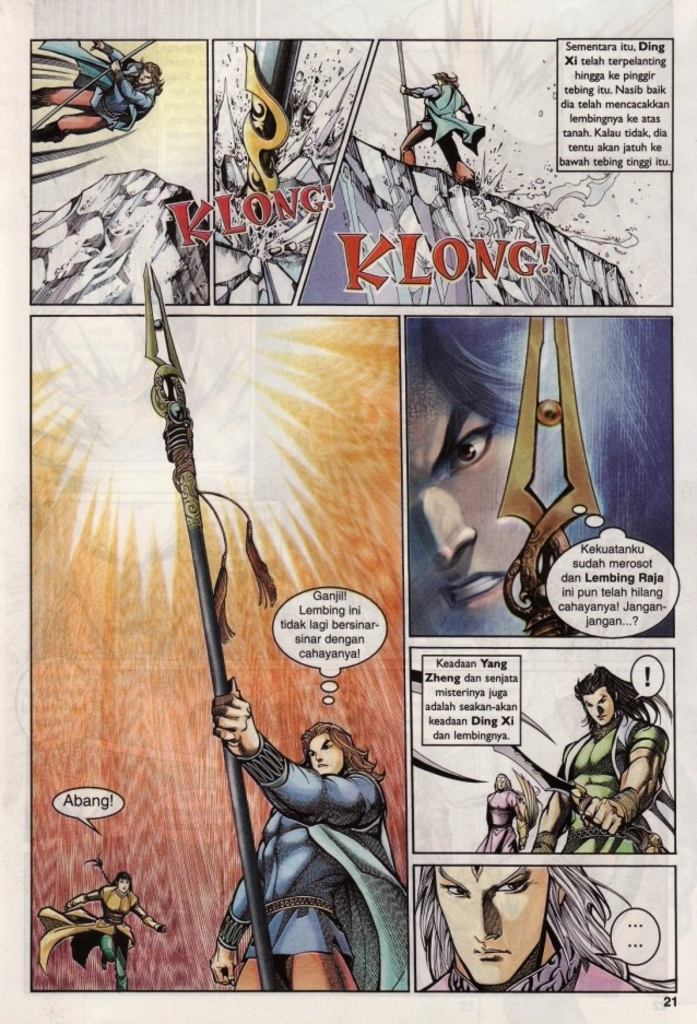 Sementara itu, Ding
Xi telah terpelanting
hingga ke pinggir
tebing itu. Nasib baik
dia telah mencacakkan
lembingnya ke atas
tanah. Kalau tidak, dia
tentu akan jatuh ke
bawah tebing tinggi itu.
KLONG!
KLONG!
Ganjil!
Lembing ini
tidak lagi bersinar-
sinar dengan
cahayanya!
Abang!
Kekuatanku
sudah merosot
dan Lembing Raja
ini pun telah hilang
cahayanya! Jangan-
jangan...?
Keadaan Yang
Zheng dan senjata
misterinya juga
adalah seakan-akan
keadaan Ding Xi
dan lembingnya.
!
...
...
21